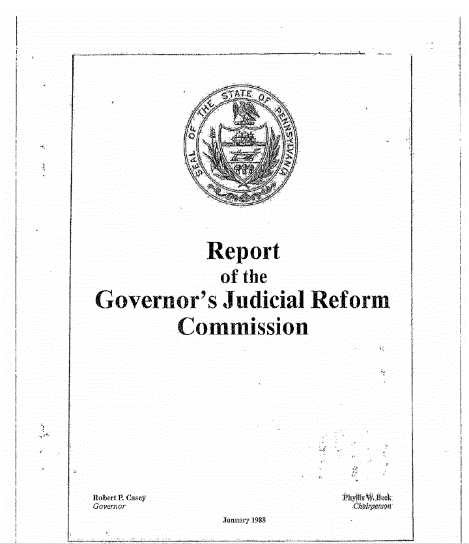 SEAL OF THE STATE OF PENNSYLVANIA
Report
of the
Governor's Judicial Reform
Commission
Robert P. Casey
Governor
Phyllis W. Beck
Chairperson
January 1988